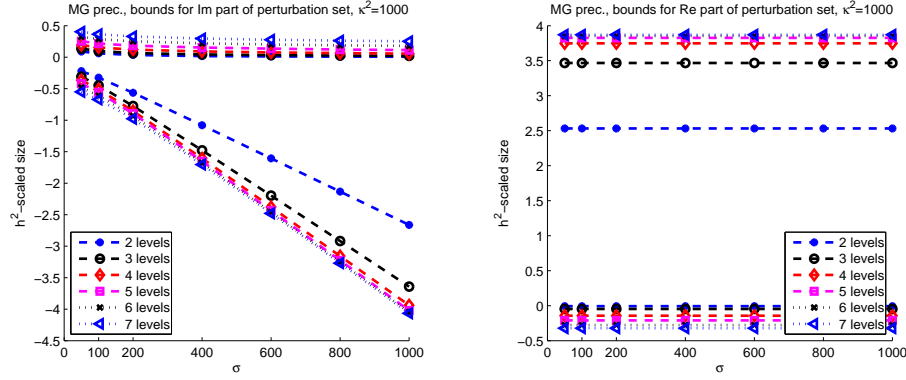 MG prec., bounds for Im part of perturbation set, κ²=1000
h²−scaled size
0.5
0
−0.5
−1
−1.5
−2
−2.5
−3
−3.5
−4
−4.5
2 levels
3 levels
4 levels
5 levels
6 levels
7 levels
0
200
400
600
800
1000
σ
MG prec., bounds for Re part of perturbation set, κ²=1000
h²−scaled size
4
3.5
3
2.5
2
1.5
1
0.5
0
−0.5
2 levels
3 levels
4 levels
5 levels
6 levels
7 levels
0
200
400
600
800
1000
σ